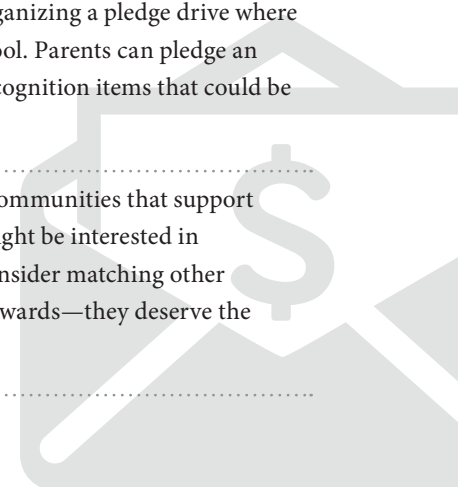 ganizing a pledge drive where
ool. Parents can pledge an
cognition items that could be
ommunities that support
ght be interested in
nsider matching other
wards—they deserve the
$